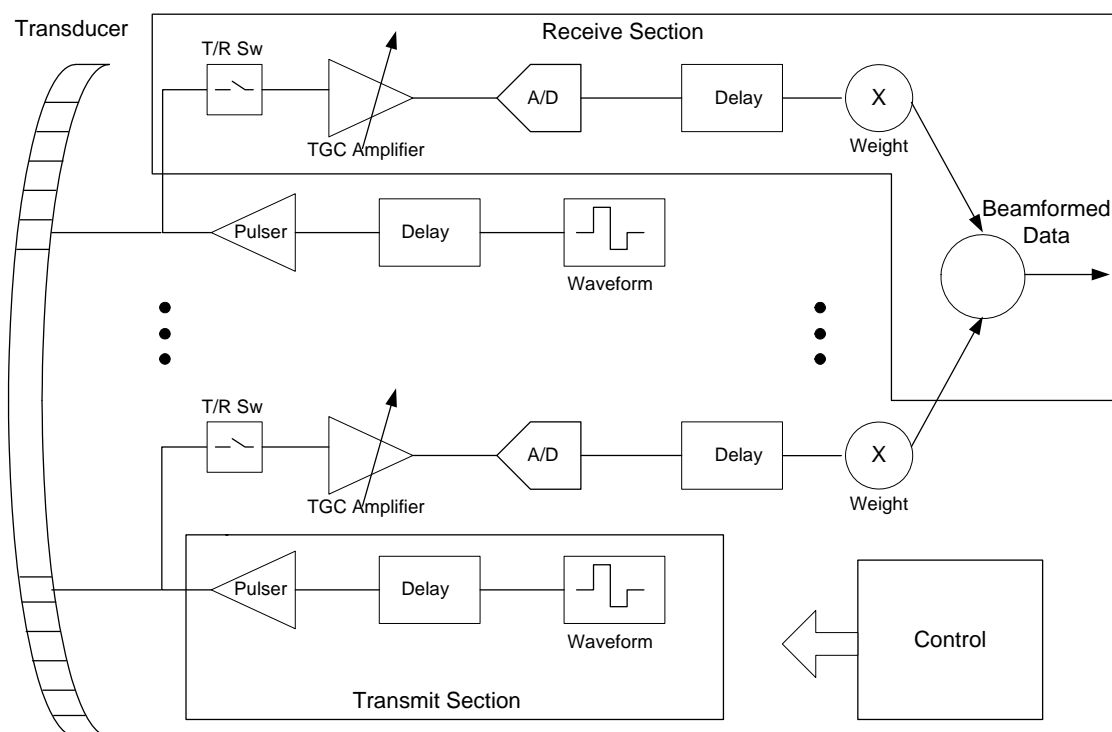 Transducer
Receive Section
T/R Sw
TGC Amplifier
A/D
Delay
X
Weight
Pulser
Delay
Waveform
Beamformed
Data
T/R Sw
TGC Amplifier
A/D
Delay
X
Weight
Pulser
Delay
Waveform
Transmit Section
Control